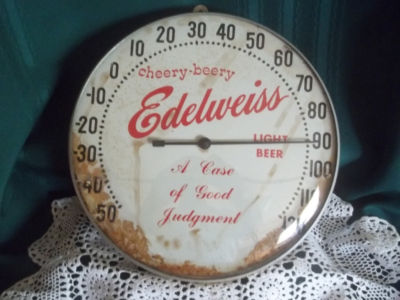 -50 -40 -30 -20 -10 0 10 20 30 40 50 60 70 80 90 100 110 120
cheery-beery
Edelweiss
LIGHT
BEER
A Case
of Good
Judgment